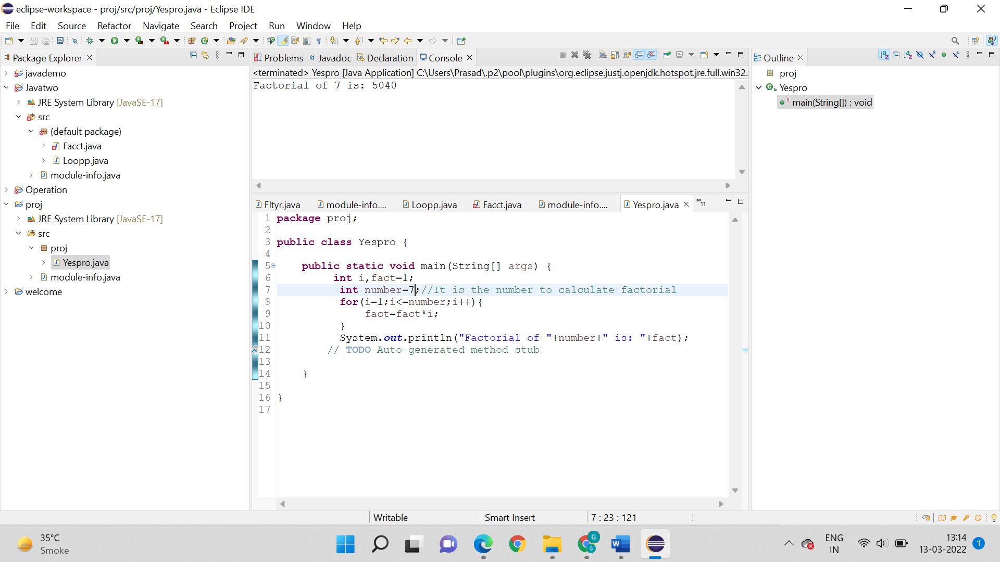 eclipse-workspace - proj/src/proj/Yespro.java - Eclipse IDE
File Edit Source Refactor Navigate Search Project Run Window Help
Package Explorer
javademo
Javatwo
JRE System Library [JavaSE-17]
src
(default package)
Facct.java
Loopp.java
module-info.java
Operation
proj
JRE System Library [JavaSE-17]
src
proj
Yespro.java
module-info.java
welcome
Problems Javadoc Declaration Console
<terminated> Yespro [Java Application] C:\Users\Prasad\.p2\pool\plugins\org.eclipse.justj.openjdk.hotspot.jre.full.win32.
Factorial of 7 is: 5040
Fltyr.java module-info.... Loopp.java Facct.java module-info.... Yespro.java »11
1 package proj;
2
3 public class Yespro {
4
5 public static void main(String[] args) {
6 int i,fact=1;
7 int number=7;//It is the number to calculate factorial
8 for(i=1;i<=number;i++){
9 fact=fact*i;
10 }
11 System.out.println("Factorial of "+number+" is: "+fact);
12 // TODO Auto-generated method stub
13
14 }
15
16 }
17
Outline
proj
Yespro
main(String[]) : void
Writable Smart Insert 7 : 23 : 121
35°C
Smoke
ENG
IN
13:14
13-03-2022
1